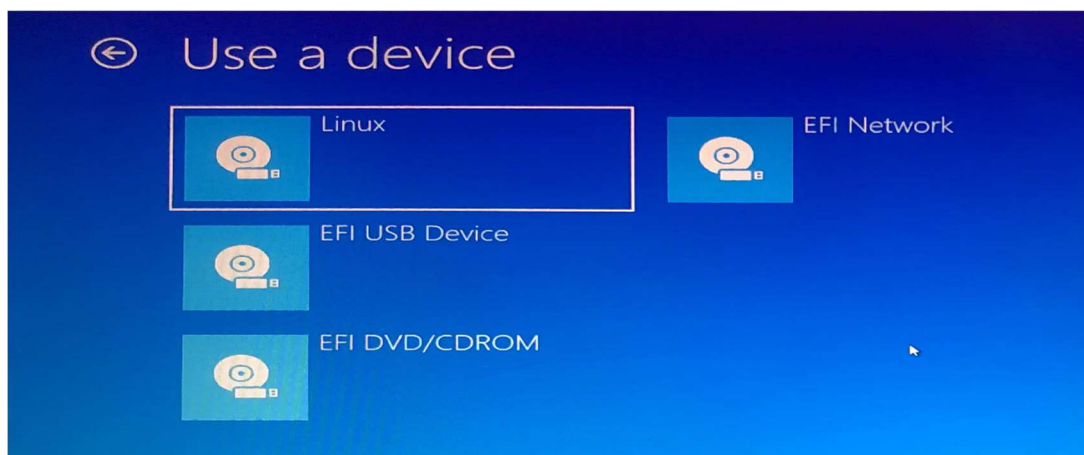 Use a device
Linux
EFI Network
EFI USB Device
EFI DVD/CDROM